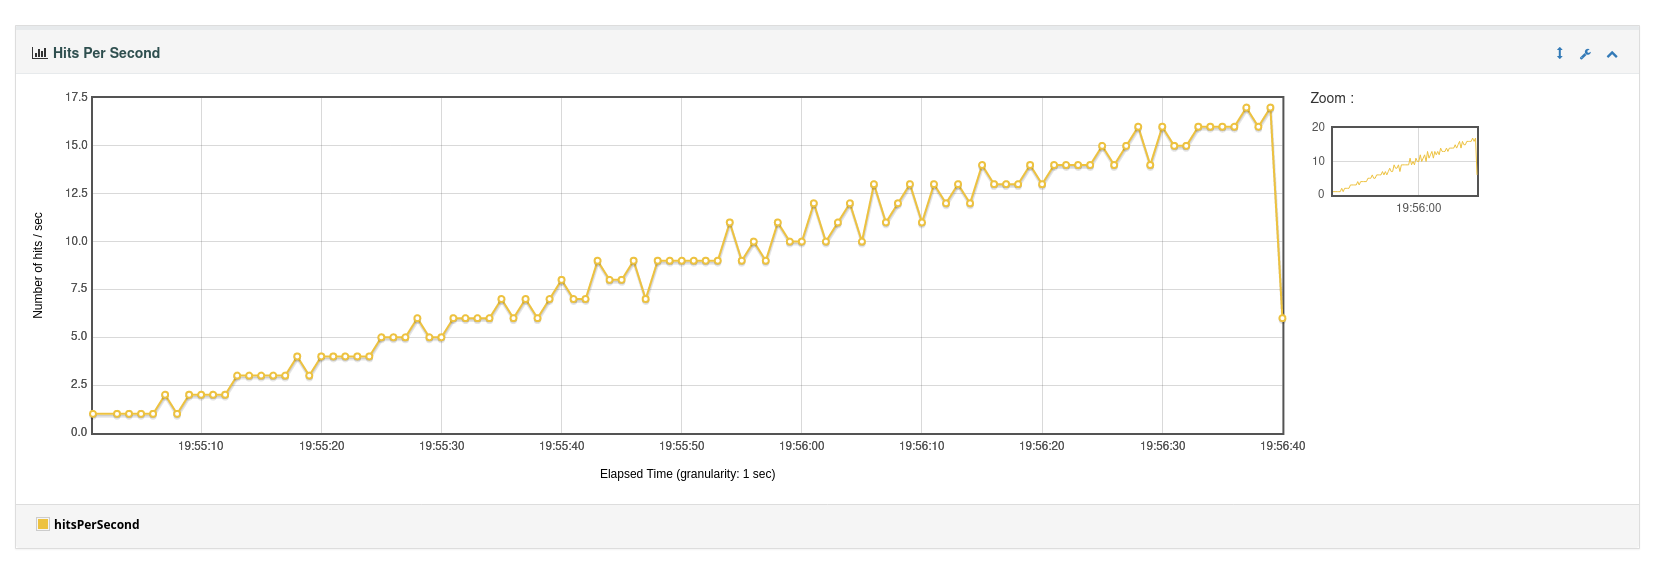 Hits Per Second
17.5
15.0
12.5
10.0
7.5
5.0
2.5
0.0
Number of hits / sec
19:55:10 19:55:20 19:55:30 19:55:40 19:55:50 19:56:00 19:56:10 19:56:20 19:56:30 19:56:40
Elapsed Time (granularity: 1 sec)
Zoom :
20
10
0
19:56:00
hitsPerSecond